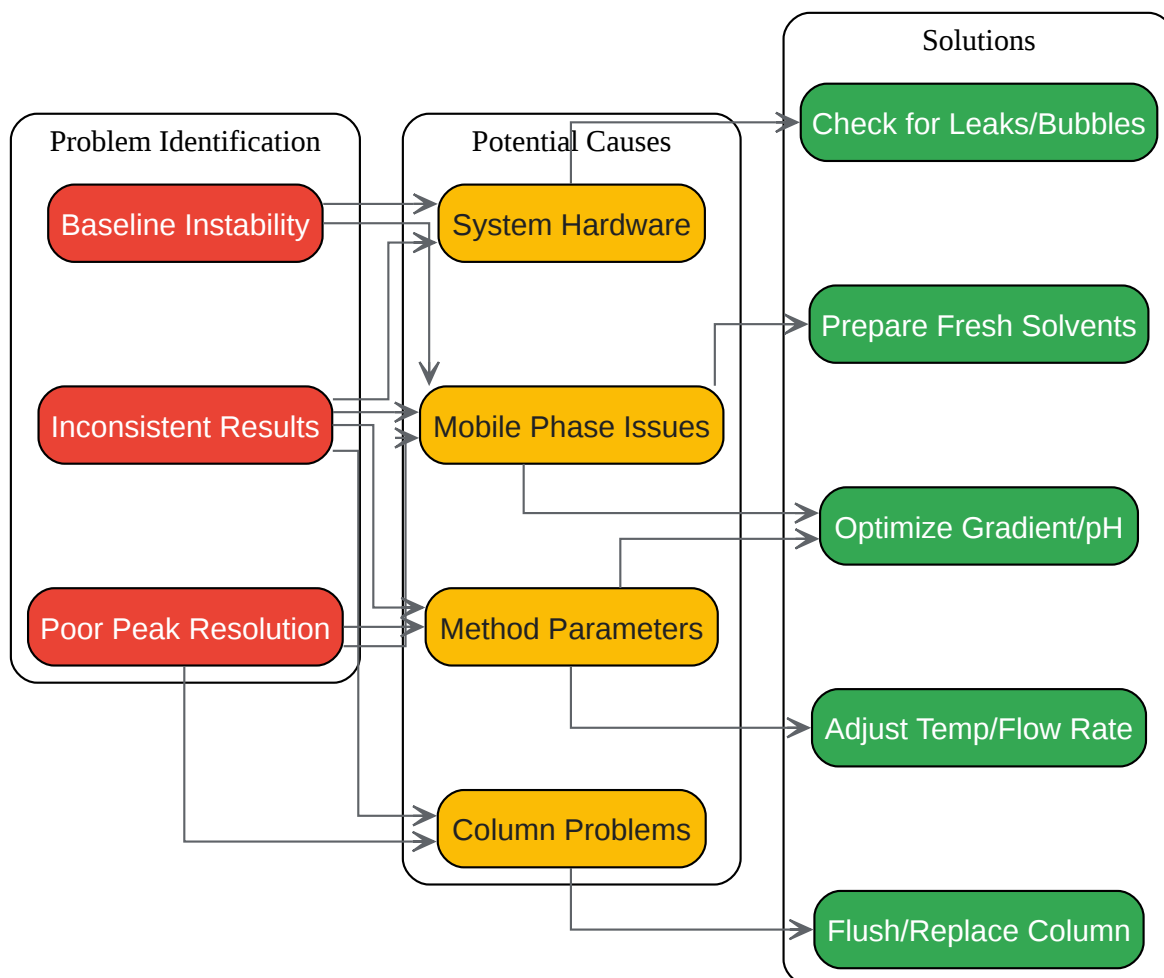 Problem Identification
Baseline Instability
Inconsistent Results
Poor Peak Resolution
Potential Causes
System Hardware
Mobile Phase Issues
Method Parameters
Column Problems
Solutions
Check for Leaks/Bubbles
Prepare Fresh Solvents
Optimize Gradient/pH
Adjust Temp/Flow Rate
Flush/Replace Column